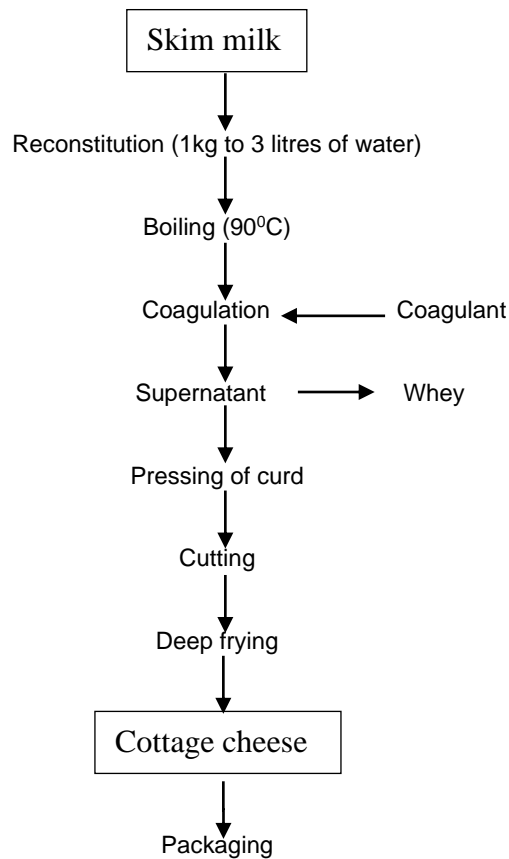 Skim milk
Reconstitution (1kg to 3 litres of water)
Boiling (90⁰C)
Coagulation
Coagulant
Supernatant
Whey
Pressing of curd
Cutting
Deep frying
Cottage cheese
Packaging